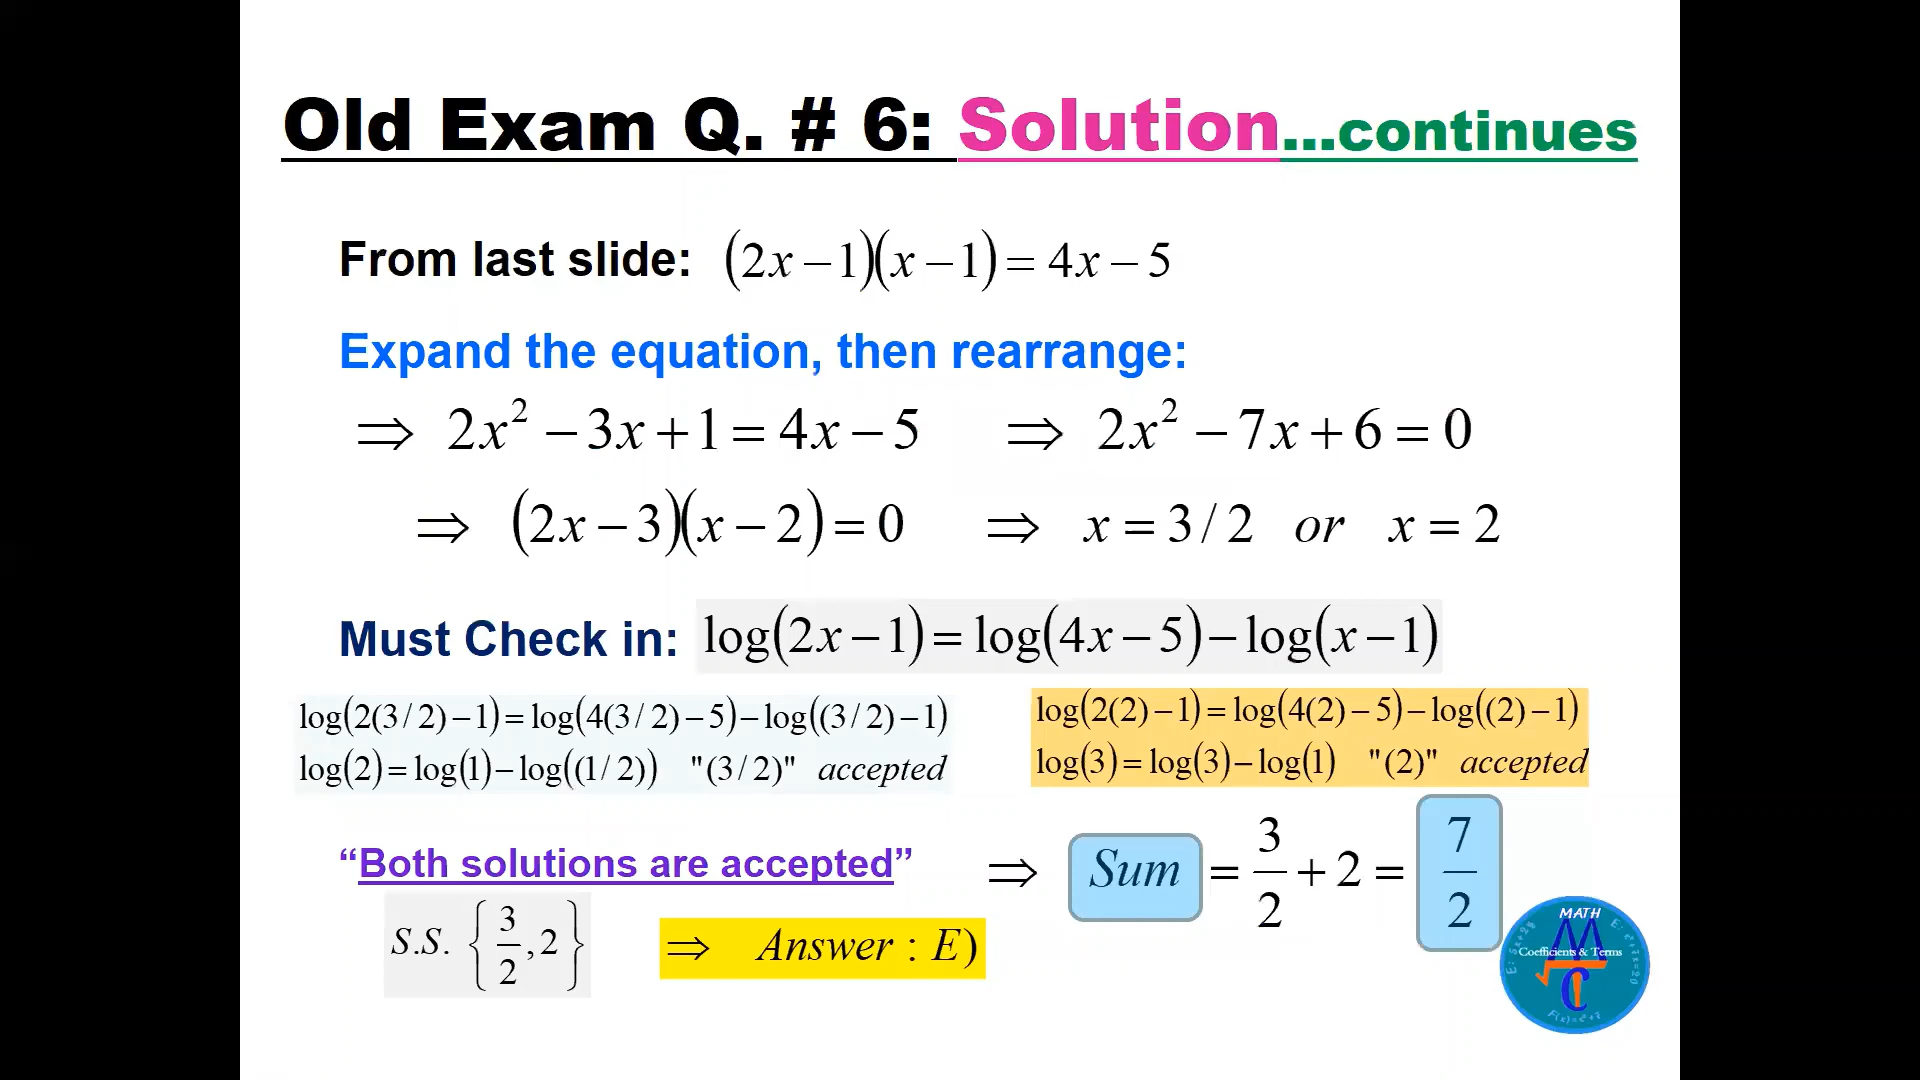 Old Exam Q. # 6: Solution...continues
From last slide: (2x − 1)(x − 1) = 4x − 5
Expand the equation, then rearrange:
⇒ 2x² − 3x + 1 = 4x − 5 ⇒ 2x² − 7x + 6 = 0
⇒ (2x − 3)(x − 2) = 0 ⇒ x = 3 / 2 or x = 2
Must Check in: log(2x − 1) = log(4x − 5) − log(x − 1)
log(2(3 / 2) − 1) = log(4(3 / 2) − 5) − log((3 / 2) − 1)
log(2) = log(1) − log((1 / 2)) "(3 / 2)" accepted
log(2(2) − 1) = log(4(2) − 5) − log((2) − 1)
log(3) = log(3) − log(1) "(2)" accepted
“Both solutions are accepted”
⇒ Sum = 3/2 + 2 = 7/2
S.S. {3/2, 2}
⇒ Answer : E)
MATH
Coefficients & Terms